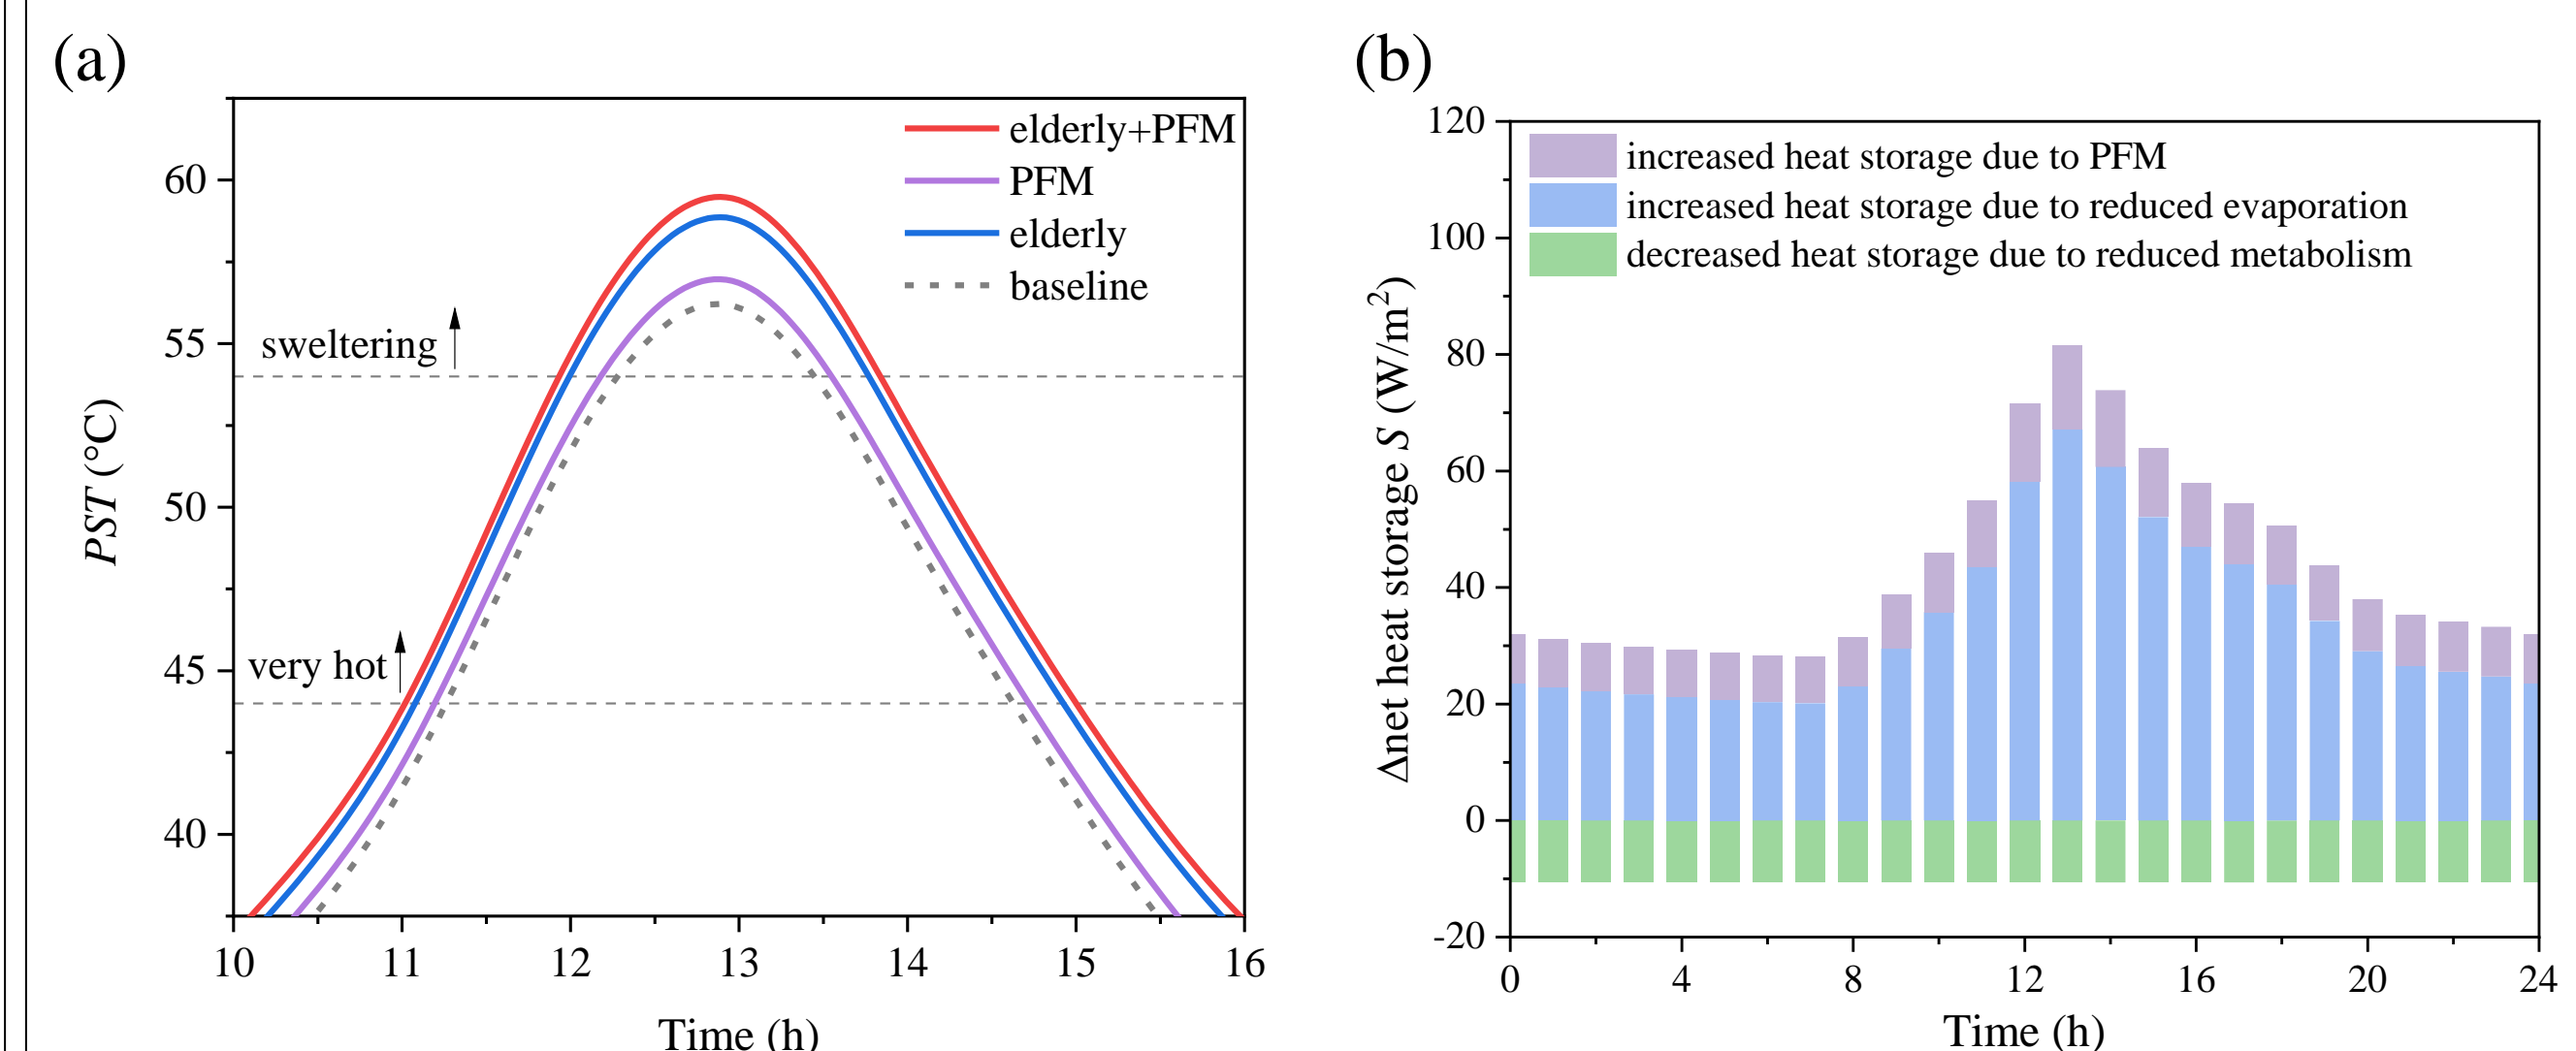 (a)
elderly+PFM
PFM
elderly
baseline
60
55
50
45
40
sweltering
very hot
PST (°C)
10 11 12 13 14 15 16
Time (h)
(b)
increased heat storage due to PFM
increased heat storage due to reduced evaporation
decreased heat storage due to reduced metabolism
120
100
80
60
40
20
0
-20
Δnet heat storage S (W/m²)
0 4 8 12 16 20 24
Time (h)